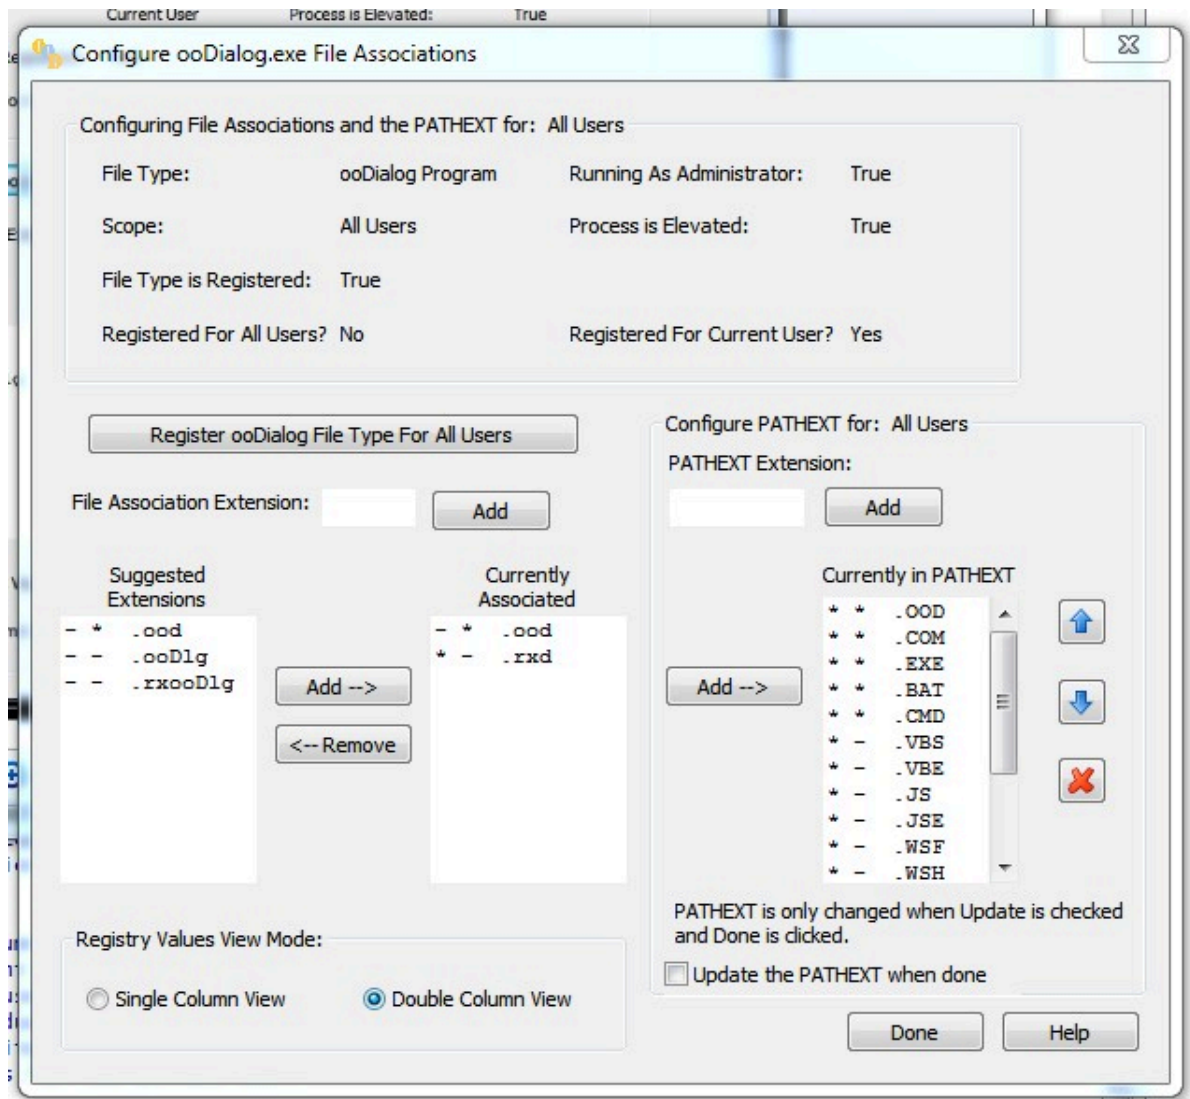 Current User Process is Elevated: True
Configure ooDialog.exe File Associations
Configuring File Associations and the PATHEXT for: All Users
File Type: ooDialog Program Running As Administrator: True
Scope: All Users Process is Elevated: True
File Type is Registered: True
Registered For All Users? No Registered For Current User? Yes
Register ooDialog File Type For All Users
File Association Extension: Add
Suggested
Extensions
- * .ood
- - .ooDlg
- - .rxooDlg
Add -->
<-- Remove
Currently
Associated
- * .ood
* - .rxd
Configure PATHEXT for: All Users
PATHEXT Extension:
Add
Currently in PATHEXT
Add -->
* * .OOD
* * .COM
* * .EXE
* * .BAT
* * .CMD
* - .VBS
* - .VBE
* - .JS
* - .JSE
* - .WSF
* - .WSH
PATHEXT is only changed when Update is checked
and Done is clicked.
Update the PATHEXT when done
Registry Values View Mode:
Single Column View Double Column View
Done Help